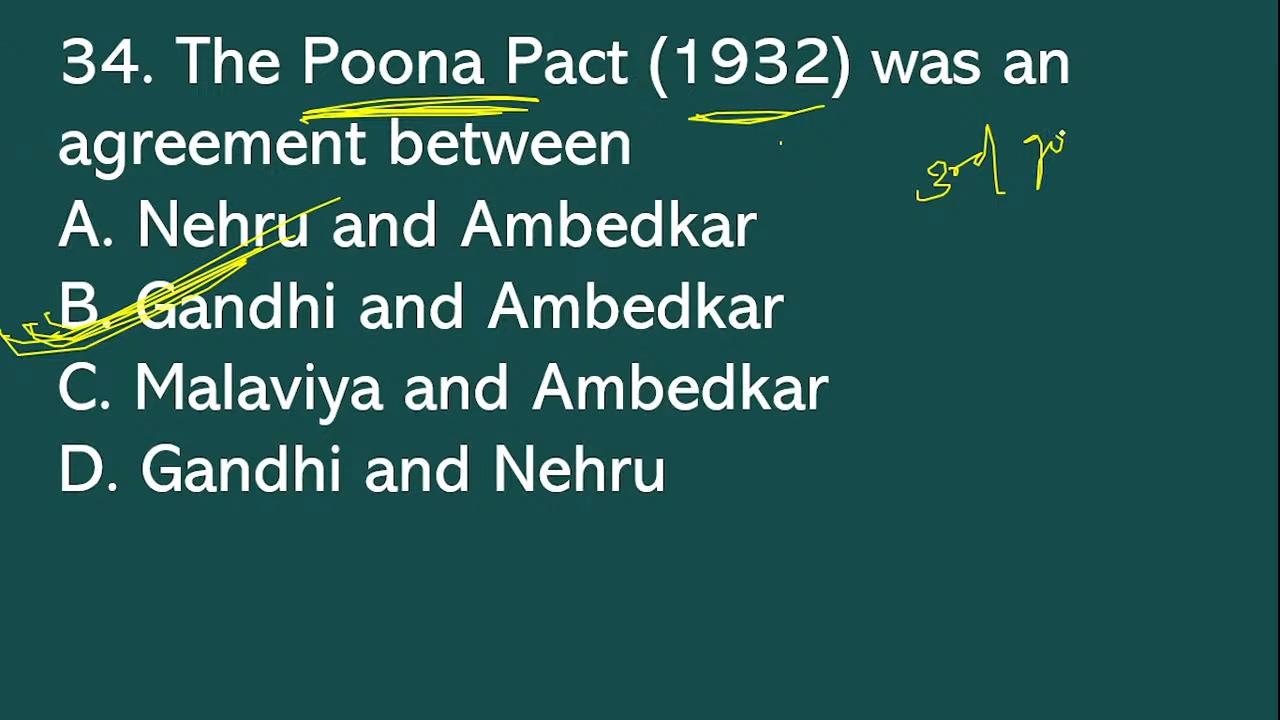 34. The Poona Pact (1932) was an
agreement between
3rd
A. Nehru and Ambedkar
B. Gandhi and Ambedkar
C. Malaviya and Ambedkar
D. Gandhi and Nehru